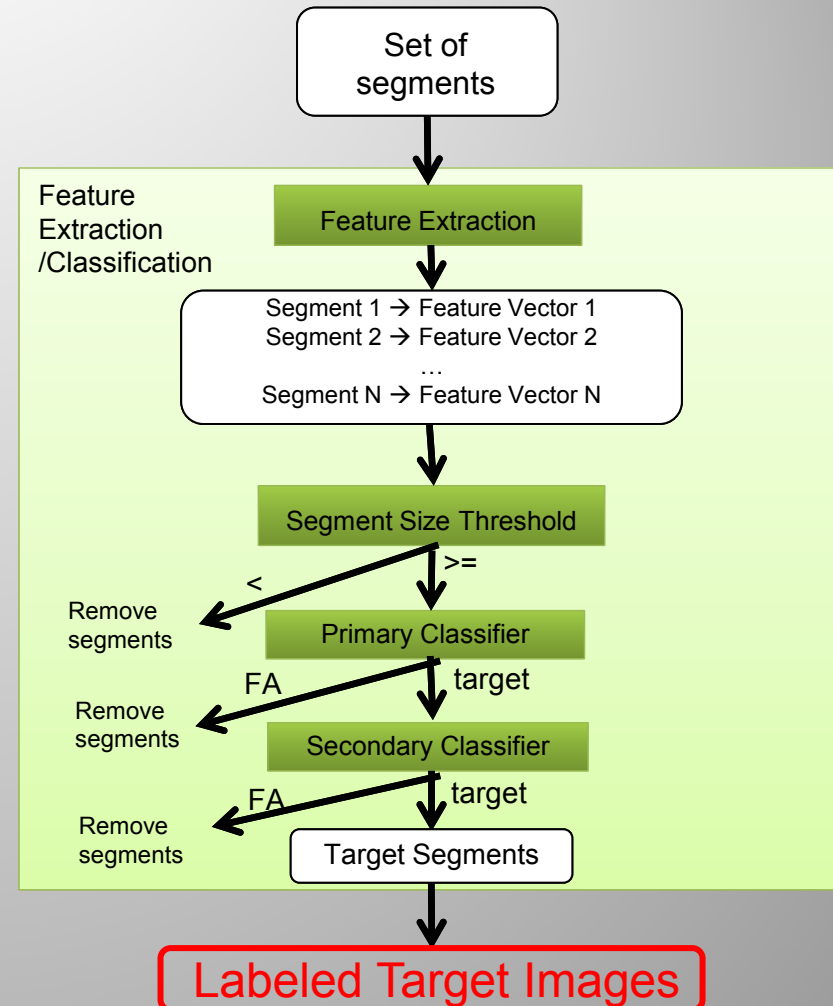 Set of
segments
Feature
Extraction
/Classification
Feature Extraction
Segment 1 → Feature Vector 1
Segment 2 → Feature Vector 2
…
Segment N → Feature Vector N
Segment Size Threshold
<
>=
Remove
segments
Primary Classifier
FA
target
Remove
segments
Secondary Classifier
FA
target
Remove
segments
Target Segments
Labeled Target Images